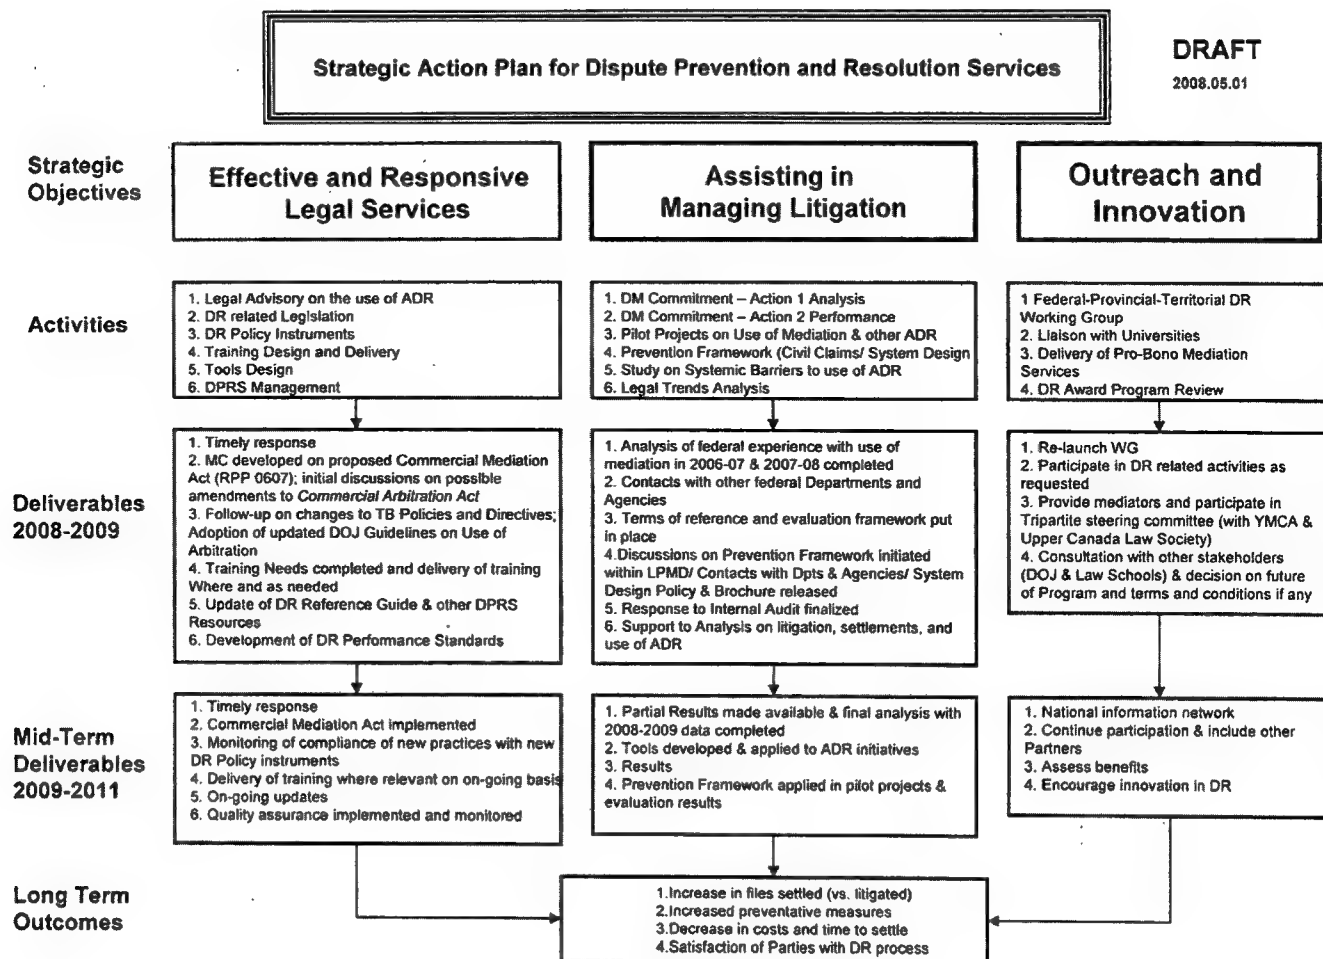 Strategic Action Plan for Dispute Prevention and Resolution Services
DRAFT
2008.05.01
Strategic
Objectives
Effective and Responsive
Legal Services
Assisting in
Managing Litigation
Outreach and
Innovation
Activities
1. Legal Advisory on the use of ADR
2. DR related Legislation
3. DR Policy Instruments
4. Training Design and Delivery
5. Tools Design
6. DPRS Management
1. DM Commitment – Action 1 Analysis
2. DM Commitment – Action 2 Performance
3. Pilot Projects on Use of Mediation & other ADR
4. Prevention Framework (Civil Claims/ System Design
5. Study on Systemic Barriers to use of ADR
6. Legal Trends Analysis
1 Federal-Provincial-Territorial DR
Working Group
2. Liaison with Universities
3. Delivery of Pro-Bono Mediation
Services
4. DR Award Program Review
Deliverables
2008-2009
1. Timely response
2. MC developed on proposed Commercial Mediation
Act (RPP 0607); initial discussions on possible
amendments to Commercial Arbitration Act
3. Follow-up on changes to TB Policies and Directives;
Adoption of updated DOJ Guidelines on Use of
Arbitration
4. Training Needs completed and delivery of training
Where and as needed
5. Update of DR Reference Guide & other DPRS
Resources
6. Development of DR Performance Standards
1. Analysis of federal experience with use of
mediation in 2006-07 & 2007-08 completed
2. Contacts with other federal Departments and
Agencies
3. Terms of reference and evaluation framework put
in place
4.Discussions on Prevention Framework initiated
within LPMD/ Contacts with Dpts & Agencies/ System
Design Policy & Brochure released
5. Response to Internal Audit finalized
6. Support to Analysis on litigation, settlements, and
use of ADR
1. Re-launch WG
2. Participate in DR related activities as
requested
3. Provide mediators and participate in
Tripartite steering committee (with YMCA &
Upper Canada Law Society)
4. Consultation with other stakeholders
(DOJ & Law Schools) & decision on future
of Program and terms and conditions if any
Mid-Term
Deliverables
2009-2011
1. Timely response
2. Commercial Mediation Act implemented
3. Monitoring of compliance of new practices with new
DR Policy instruments
4. Delivery of training where relevant on on-going basis
5. On-going updates
6. Quality assurance implemented and monitored
1. Partial Results made available & final analysis with
2008-2009 data completed
2. Tools developed & applied to ADR initiatives
3. Results
4. Prevention Framework applied in pilot projects &
evaluation results
1. National information network
2. Continue participation & include other
Partners
3. Assess benefits
4. Encourage innovation in DR
Long Term
Outcomes
1.Increase in files settled (vs. litigated)
2.Increased preventative measures
3.Decrease in costs and time to settle
4.Satisfaction of Parties with DR process